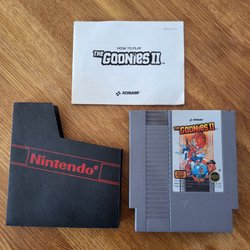 HOW TO PLAY
THE GOONIES II
KONAMI
Nintendo
KONAMI
THE GOONIES II